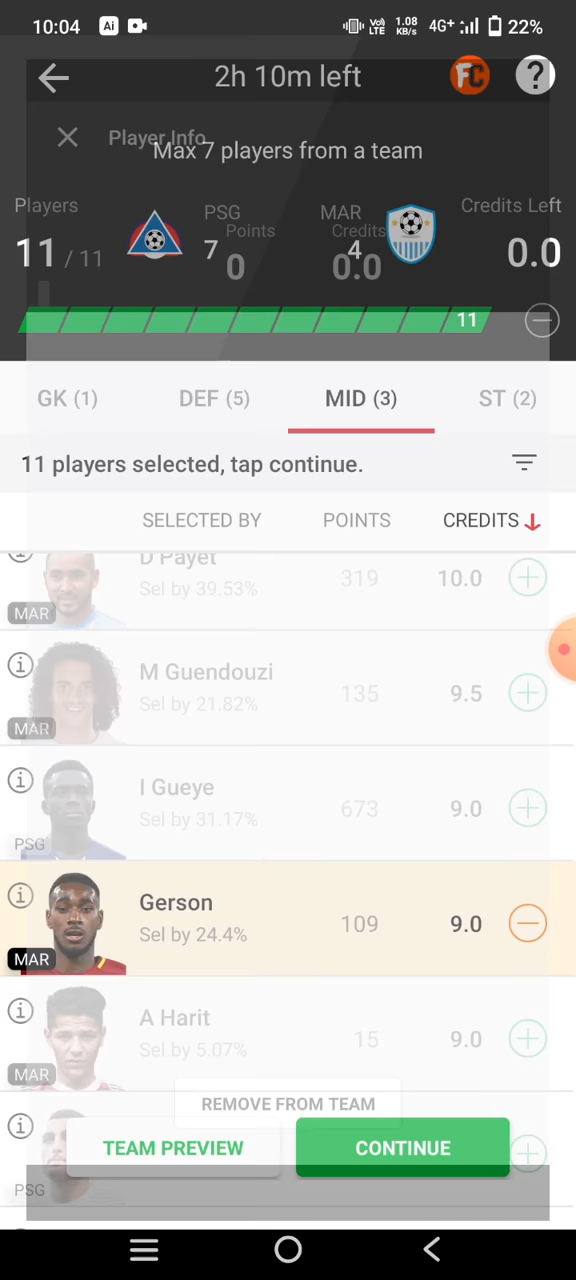 10:04 Ai Vo) LTE 1.08 KB/s 4G+ 22%
2h 10m left FC ?
Player Info
Max 7 players from a team
Players PSG MAR Credits Left
Points Credits
11 / 11 7 4 0.0
0 0.0
11
GK (1) DEF (5) MID (3) ST (2)
11 players selected, tap continue.
SELECTED BY POINTS CREDITS
D Payet
Sel by 39.53% 319 10.0
MAR
M Guendouzi
Sel by 21.82% 135 9.5
MAR
I Gueye
Sel by 31.17% 673 9.0
PSG
Gerson
Sel by 24.4% 109 9.0
MAR
A Harit
Sel by 5.07% 15 9.0
MAR
REMOVE FROM TEAM
TEAM PREVIEW CONTINUE
PSG